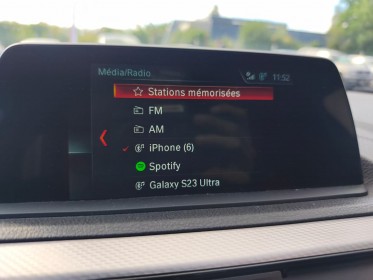 Média/Radio
11:52
Stations mémorisées
FM
AM
iPhone (6)
Spotify
Galaxy S23 Ultra